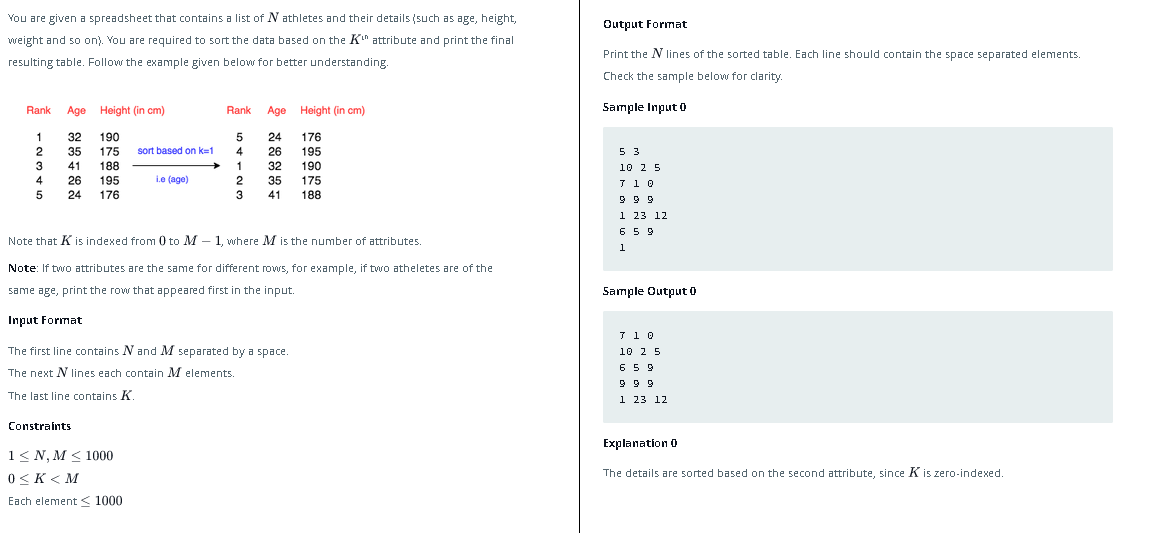 You are given a spreadsheet that contains a list of N athletes and their details (such as age, height,
weight and so on). You are required to sort the data based on the Kth attribute and print the final
resulting table. Follow the example given below for better understanding.
Rank Age Height (in cm) Rank Age Height (in cm)
1 32 190 5 24 176
2 35 175 sort based on k=1 4 26 195
3 41 188 1 32 190
4 26 195 i.e (age) 2 35 175
5 24 176 3 41 188
Note that K is indexed from 0 to M − 1, where M is the number of attributes.
Note: If two attributes are the same for different rows, for example, if two atheletes are of the
same age, print the row that appeared first in the input.
Input Format
The first line contains N and M separated by a space.
The next N lines each contain M elements.
The last line contains K.
Constraints
1 ≤ N, M ≤ 1000
0 ≤ K < M
Each element ≤ 1000
Output Format
Print the N lines of the sorted table. Each line should contain the space separated elements.
Check the sample below for clarity.
Sample Input 0
5 3
10 2 5
7 1 0
9 9 9
1 23 12
6 5 9
1
Sample Output 0
7 1 0
10 2 5
6 5 9
9 9 9
1 23 12
Explanation 0
The details are sorted based on the second attribute, since K is zero-indexed.